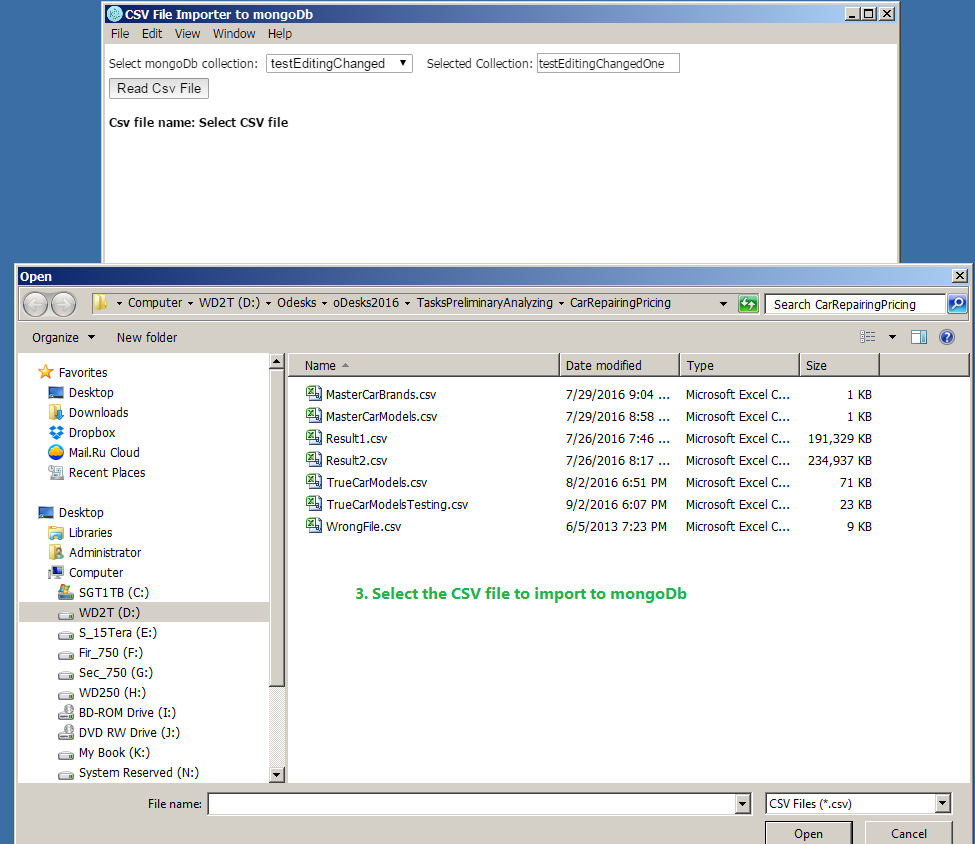 CSV File Importer to mongoDb
File Edit View Window Help
Select mongoDb collection: testEditingChanged Selected Collection: testEditingChangedOne
Read Csv File
Csv file name: Select CSV file
Open
Computer WD2T (D:) Odesks oDesks2016 TasksPreliminaryAnalyzing CarRepairingPricing Search CarRepairingPricing
Organize New folder
Favorites
Desktop
Downloads
Dropbox
Mail.Ru Cloud
Recent Places
Desktop
Libraries
Administrator
Computer
SGT1TB (C:)
WD2T (D:)
S_15Tera (E:)
Fir_750 (F:)
Sec_750 (G:)
WD250 (H:)
BD-ROM Drive (I:)
DVD RW Drive (J:)
My Book (K:)
System Reserved (N:)
Name Date modified Type Size
MasterCarBrands.csv 7/29/2016 9:04 ... Microsoft Excel C... 1 KB
MasterCarModels.csv 7/29/2016 8:58 ... Microsoft Excel C... 1 KB
Result1.csv 7/26/2016 7:46 ... Microsoft Excel C... 191,329 KB
Result2.csv 7/26/2016 8:17 ... Microsoft Excel C... 234,937 KB
TrueCarModels.csv 8/2/2016 6:51 PM Microsoft Excel C... 71 KB
TrueCarModelsTesting.csv 9/2/2016 6:07 PM Microsoft Excel C... 23 KB
WrongFile.csv 6/5/2013 7:23 PM Microsoft Excel C... 9 KB
3. Select the CSV file to import to mongoDb
File name: CSV Files (*.csv)
Open Cancel